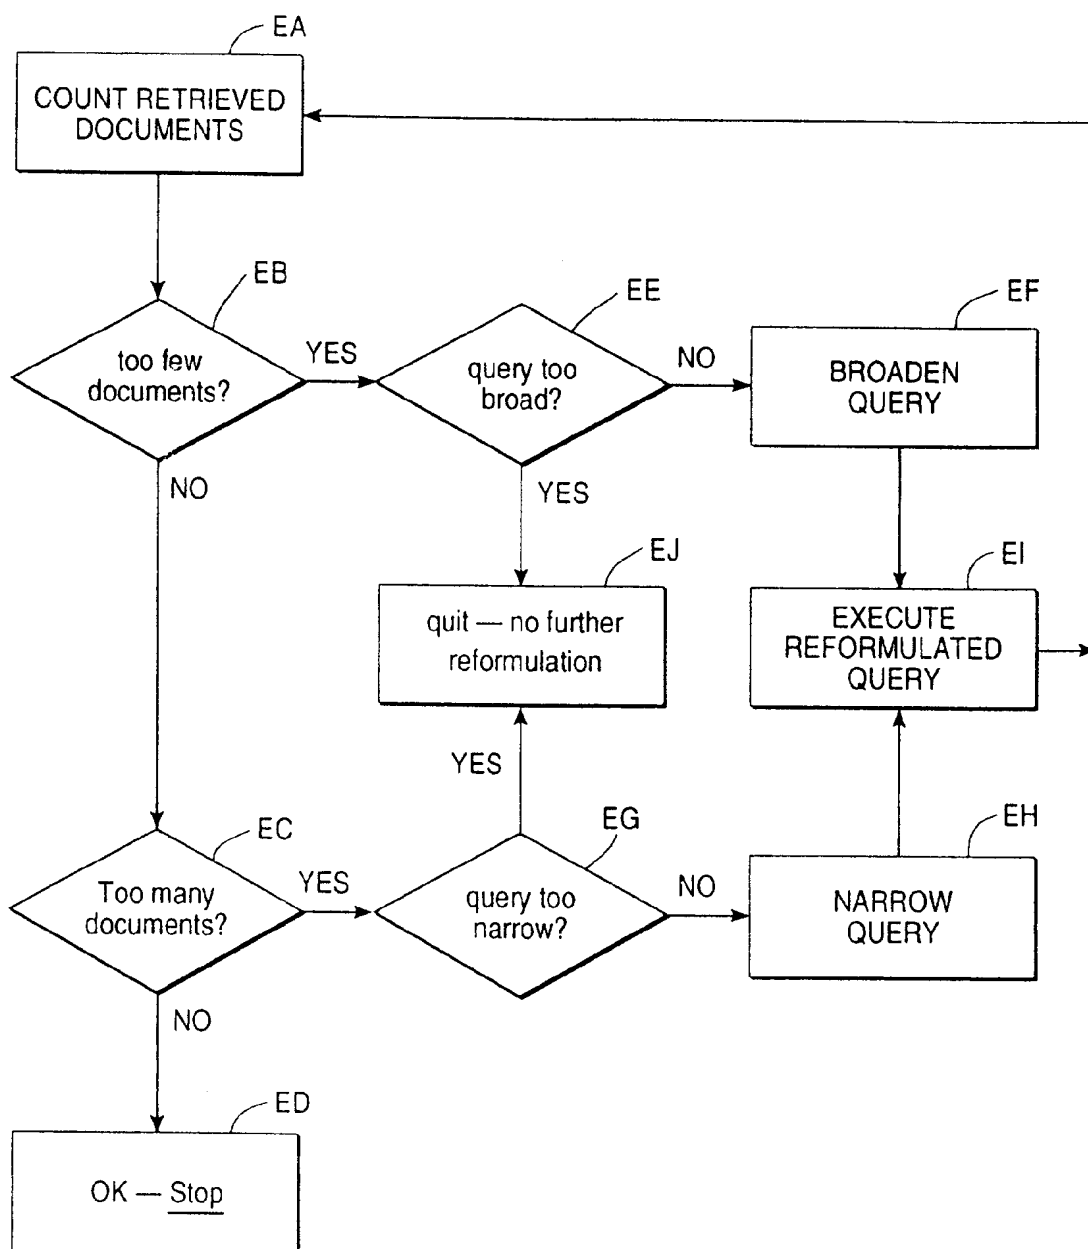 EA
COUNT RETRIEVED
DOCUMENTS
EB
too few
documents?
YES
EE
query too
broad?
NO
EF
BROADEN
QUERY
NO
YES
EJ
quit — no further
reformulation
EI
EXECUTE
REFORMULATED
QUERY
YES
EC
Too many
documents?
YES
EG
query too
narrow?
NO
EH
NARROW
QUERY
NO
ED
OK — Stop